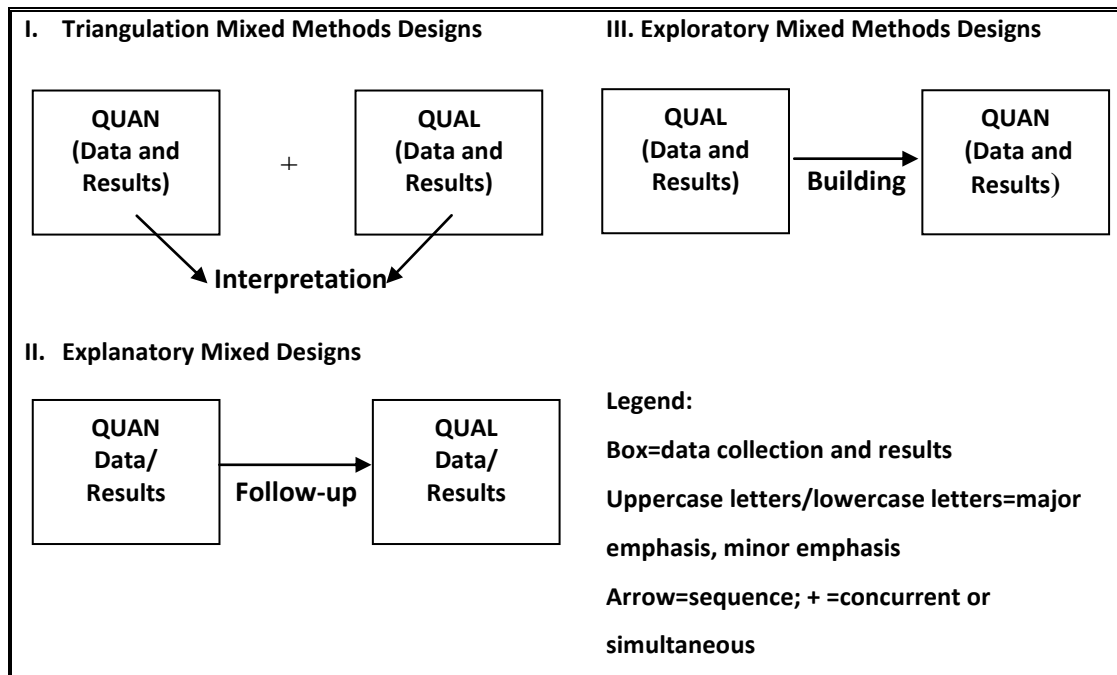 I. Triangulation Mixed Methods Designs
QUAN
(Data and
Results)
+
QUAL
(Data and
Results)
Interpretation
II. Explanatory Mixed Designs
QUAN
Data/
Results
Follow-up
QUAL
Data/
Results
III. Exploratory Mixed Methods Designs
QUAL
(Data and
Results)
Building
QUAN
(Data and
Results)
Legend:
Box=data collection and results
Uppercase letters/lowercase letters=major
emphasis, minor emphasis
Arrow=sequence; + =concurrent or
simultaneous